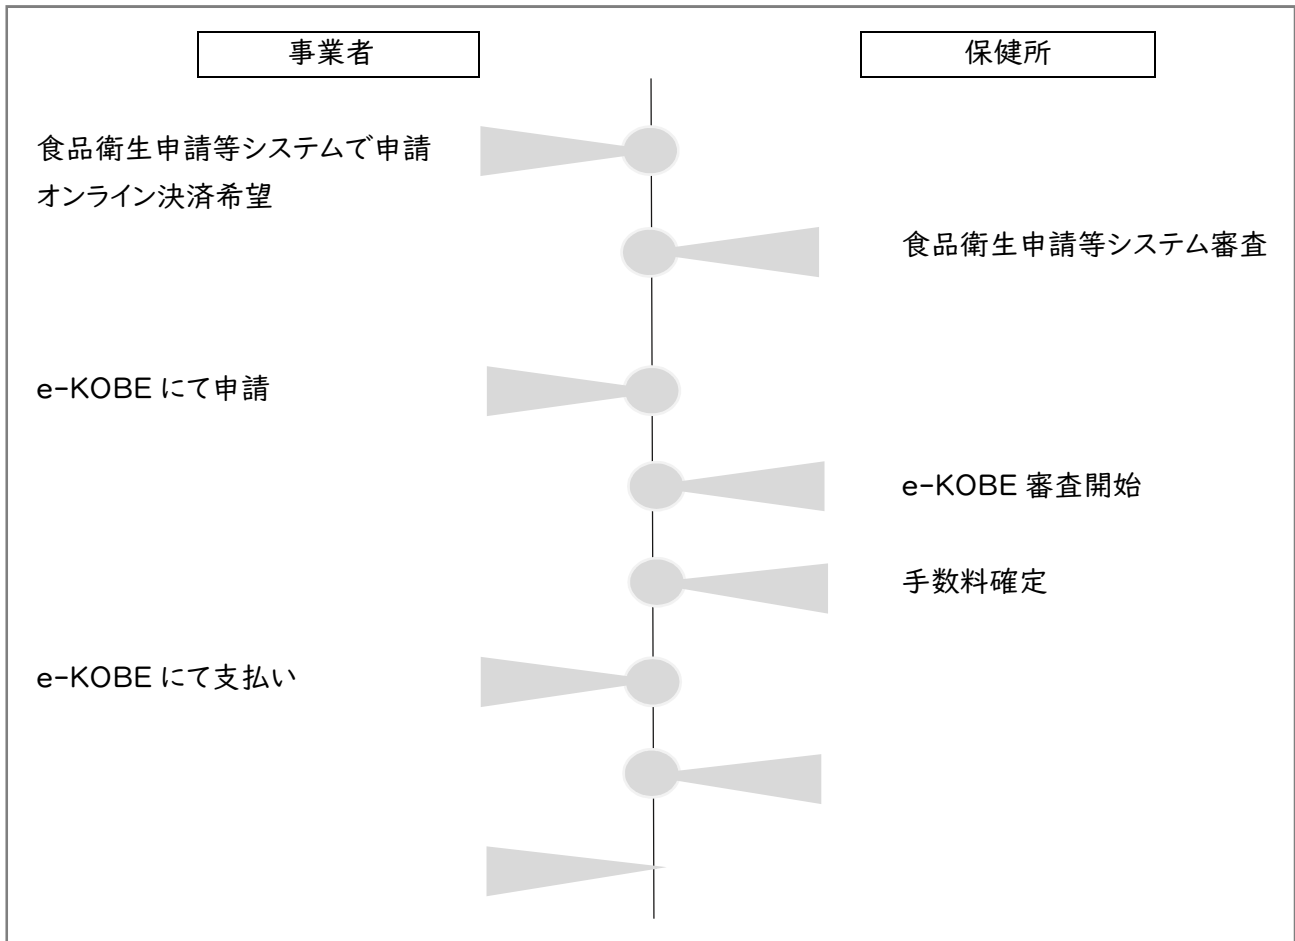 事業者
保健所
食品衛生申請等システムで申請
オンライン決済希望
食品衛生申請等システム審査
e-KOBE にて申請
e-KOBE 審査開始
手数料確定
e-KOBE にて支払い